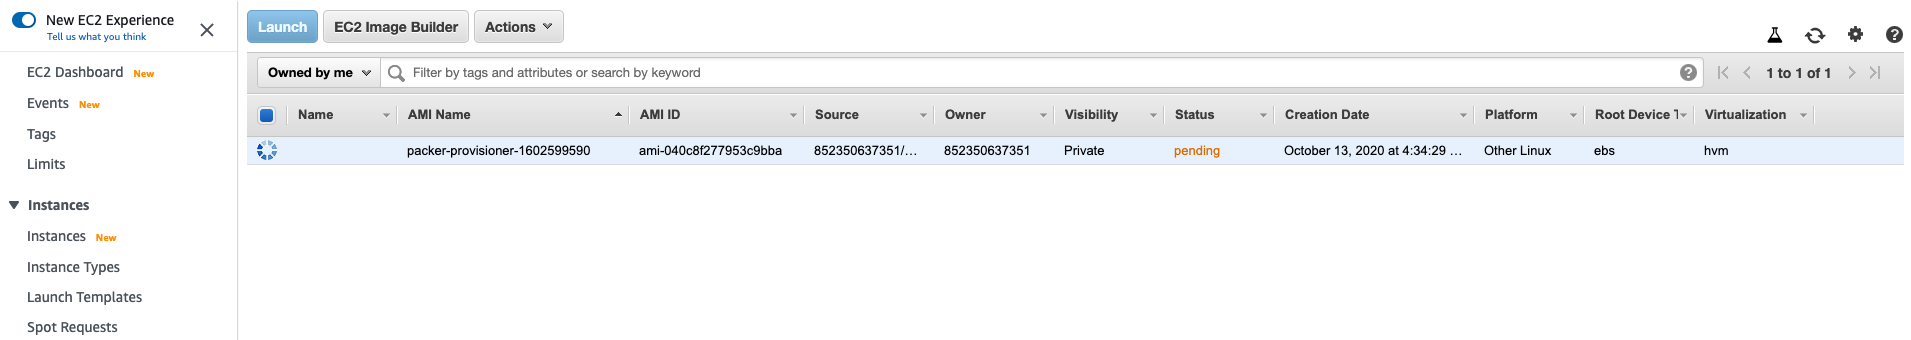 New EC2 Experience
Tell us what you think
EC2 Dashboard New
Events New
Tags
Limits
Instances
Instances New
Instance Types
Launch Templates
Spot Requests
Launch EC2 Image Builder Actions
Owned by me Filter by tags and attributes or search by keyword 1 to 1 of 1
Name AMI Name AMI ID Source Owner Visibility Status Creation Date Platform Root Device T Virtualization
packer-provisioner-1602599590 ami-040c8f277953c9bba 852350637351/... 852350637351 Private pending October 13, 2020 at 4:34:29 ... Other Linux ebs hvm